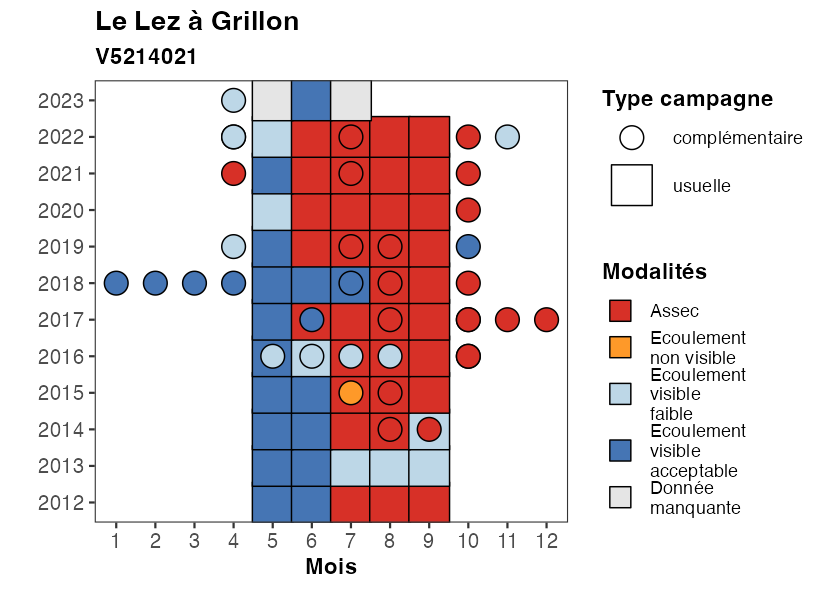 Le Lez à Grillon
V5214021
2023
2022
2021
2020
2019
2018
2017
2016
2015
2014
2013
2012
1 2 3 4 5 6 7 8 9 10 11 12
Mois
Type campagne
complémentaire
usuelle
Modalités
Assec
Ecoulement
non visible
Ecoulement
visible
faible
Ecoulement
visible
acceptable
Donnée
manquante